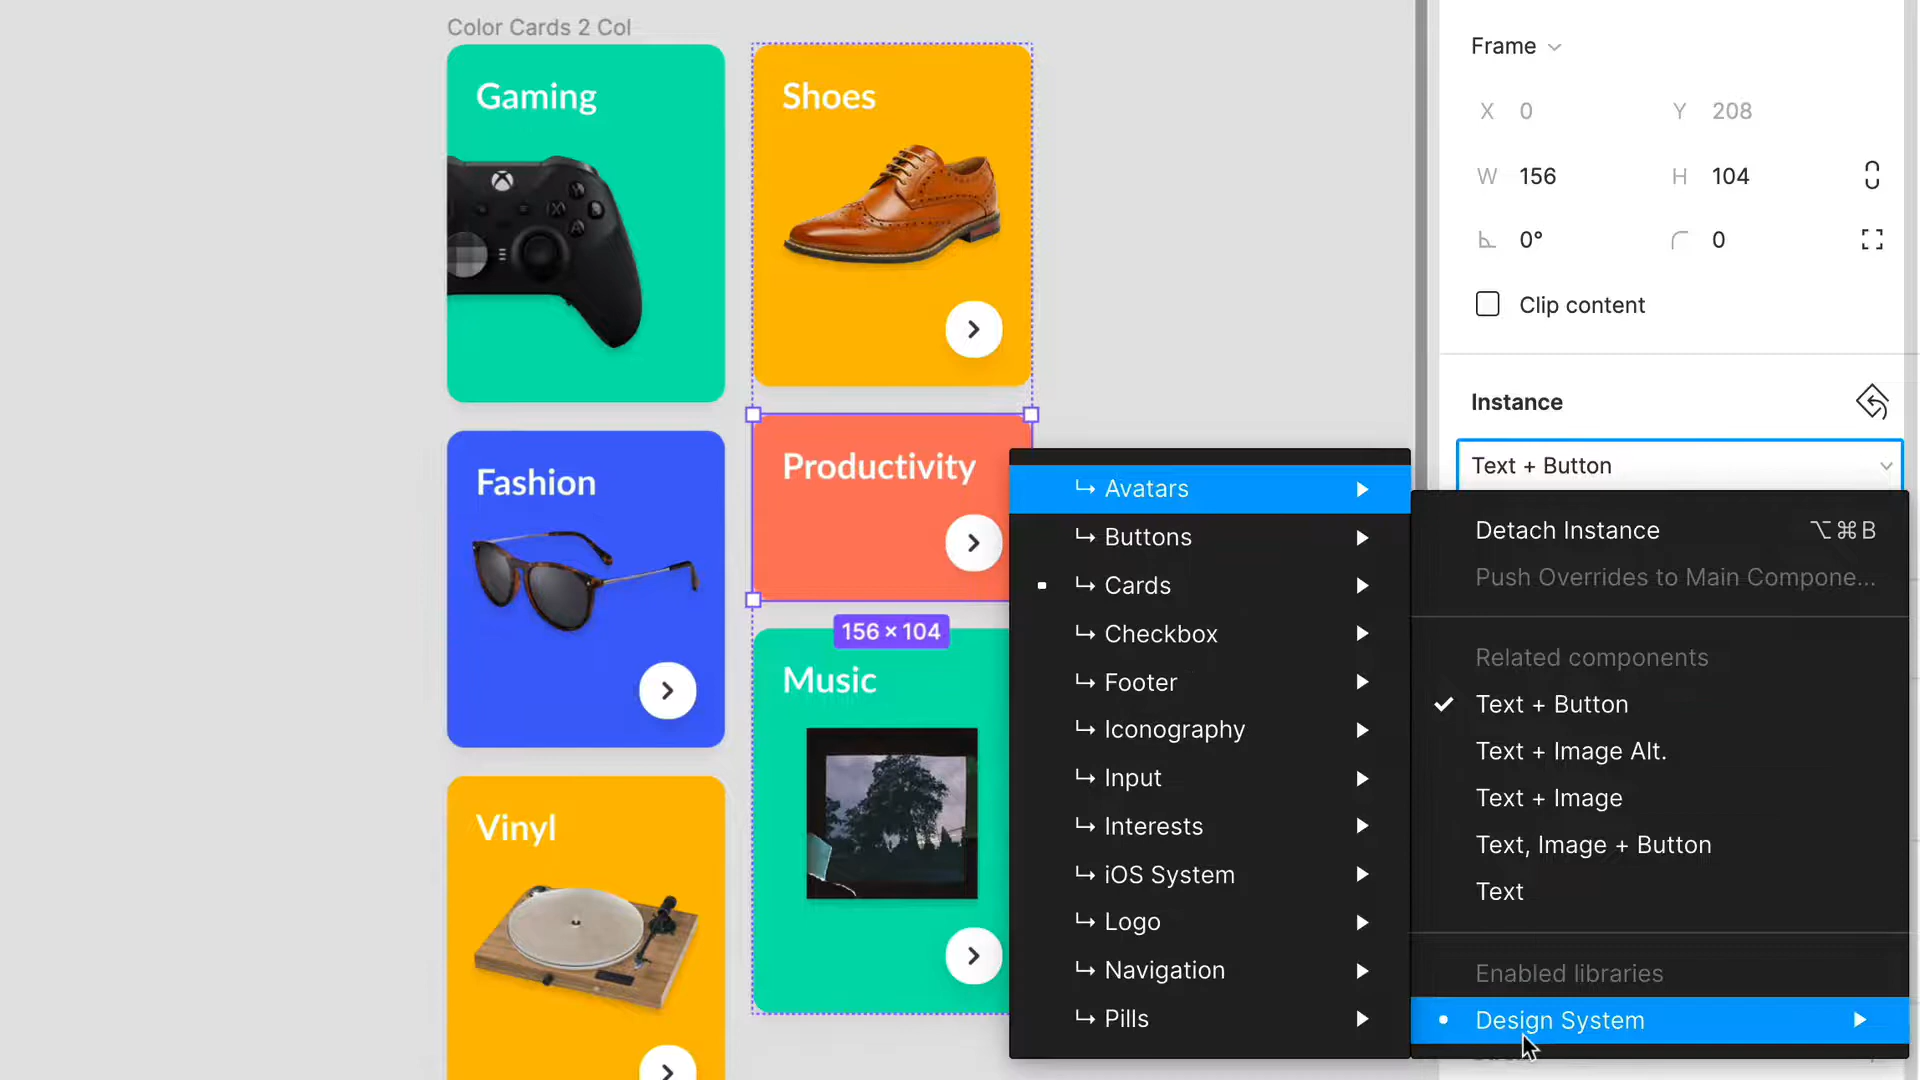 Color Cards 2 Col
Gaming
Shoes
Fashion
Productivity
156 × 104
Music
Vinyl
Avatars
Buttons
Cards
Checkbox
Footer
Iconography
Input
Interests
iOS System
Logo
Navigation
Pills
Frame
X 0 Y 208
W 156 H 104
0° 0
Clip content
Instance
Text + Button
Detach Instance ⌥⌘B
Push Overrides to Main Compone...
Related components
Text + Button
Text + Image Alt.
Text + Image
Text, Image + Button
Text
Enabled libraries
Design System